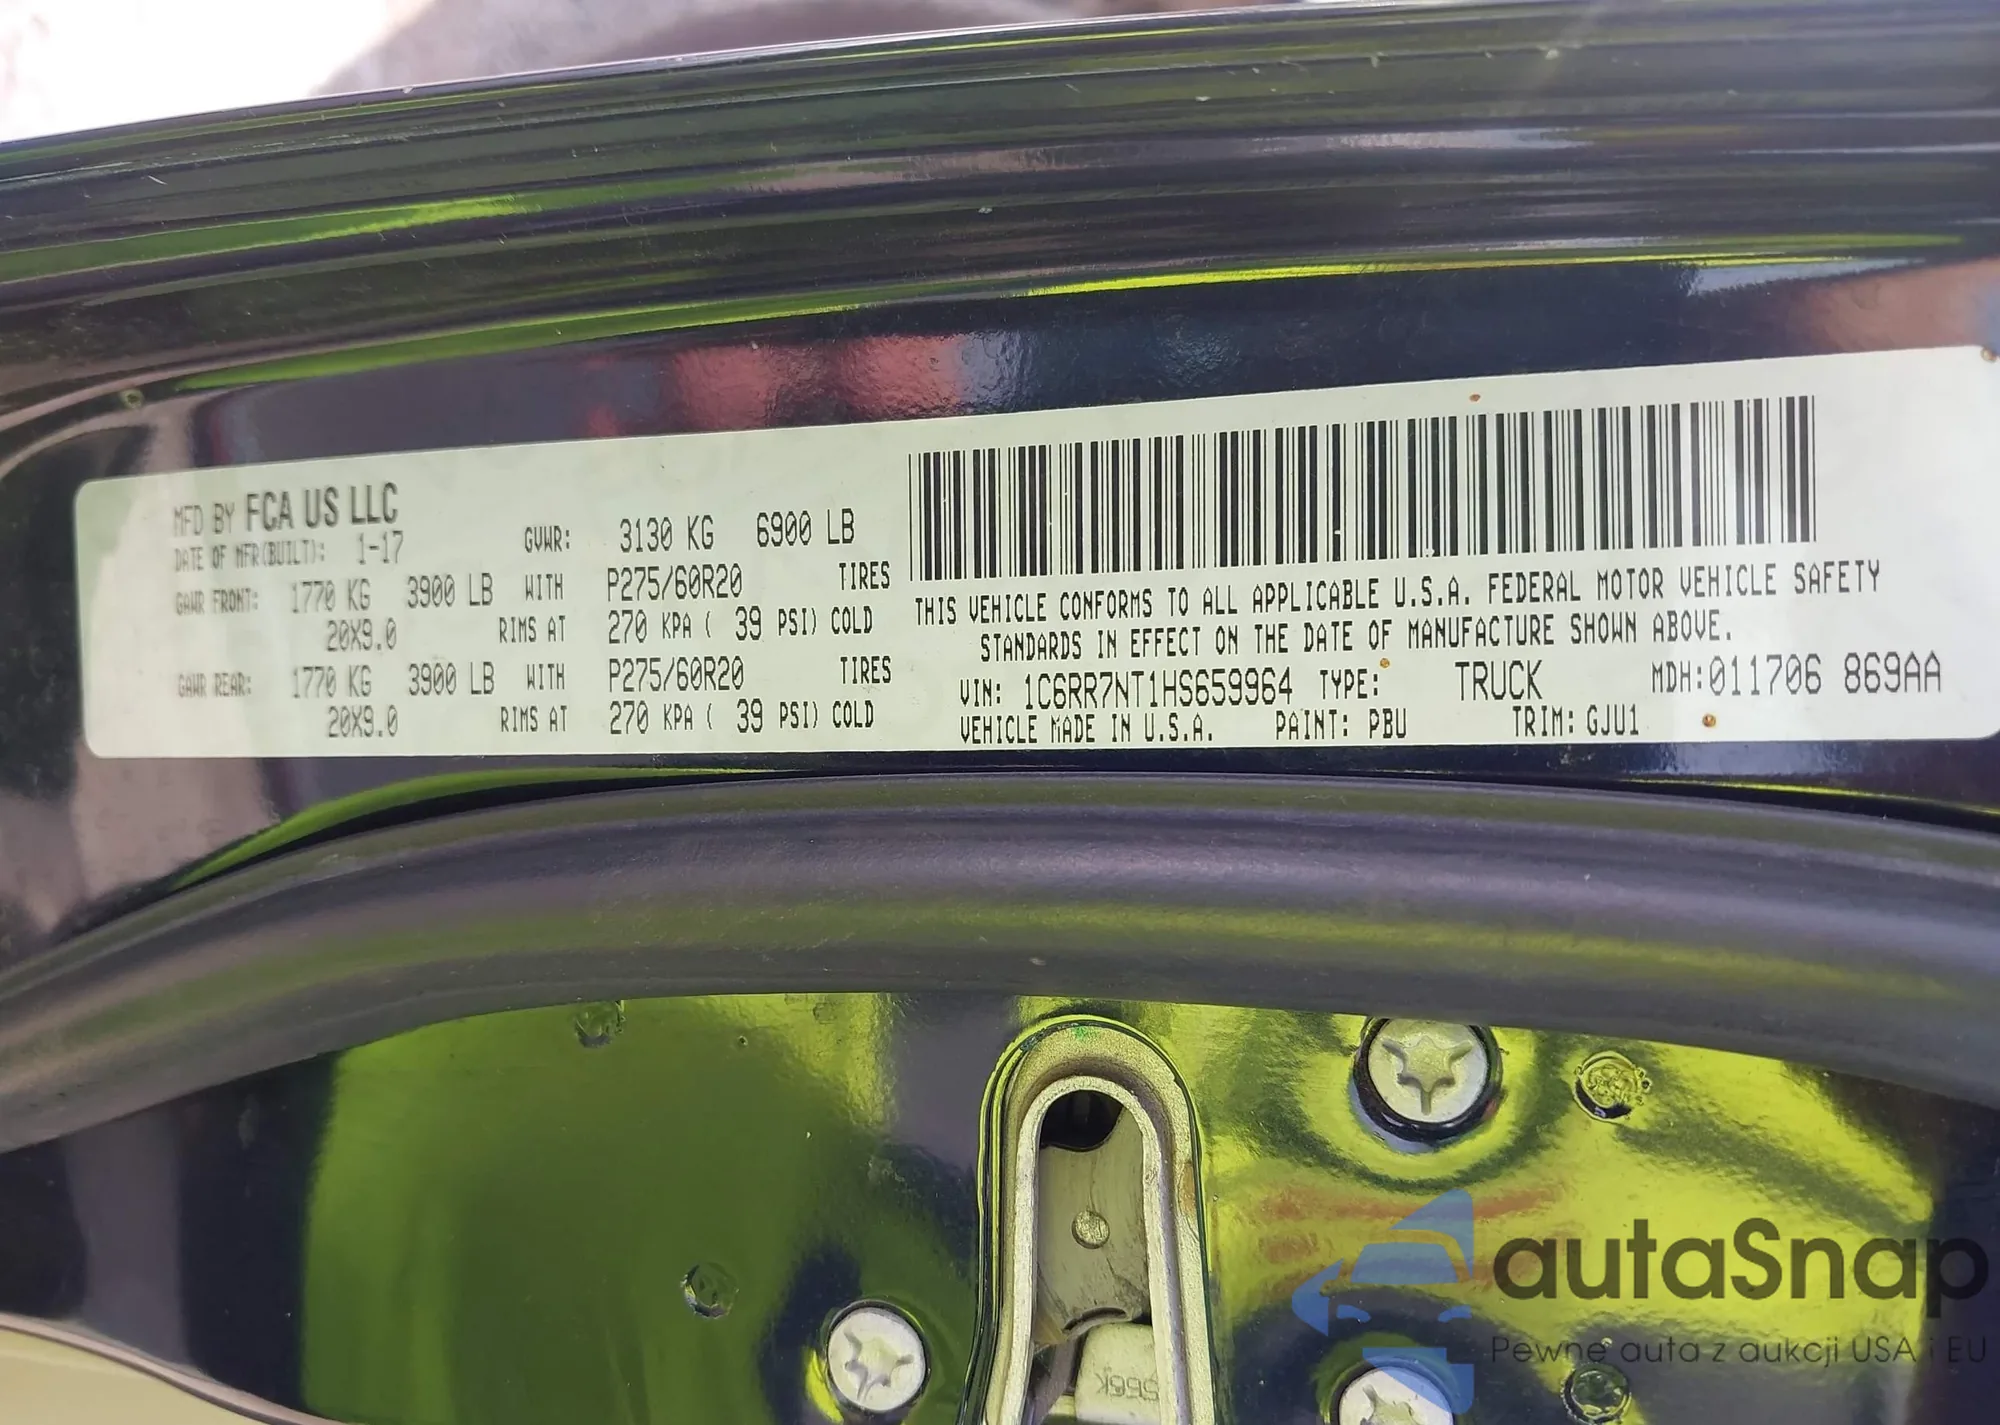 MFD BY FCA US LLC
DATE OF MFR(BUILT): 1-17
GVWR: 3130 KG 6900 LB
GAWR FRONT: 1770 KG 3900 LB WITH P275/60R20 TIRES
20X9.0 RIMS AT 270 KPA ( 39 PSI) COLD
GAWR REAR: 1770 KG 3900 LB WITH P275/60R20 TIRES
20X9.0 RIMS AT 270 KPA ( 39 PSI) COLD
THIS VEHICLE CONFORMS TO ALL APPLICABLE U.S.A. FEDERAL MOTOR VEHICLE SAFETY
STANDARDS IN EFFECT ON THE DATE OF MANUFACTURE SHOWN ABOVE.
VIN: 1C6RR7NT1HS659964 TYPE: TRUCK MDH:011706 869AA
VEHICLE MADE IN U.S.A. PAINT: PBU TRIM: GJU1
autaSnap
Pewne auta z aukcji USA i EU